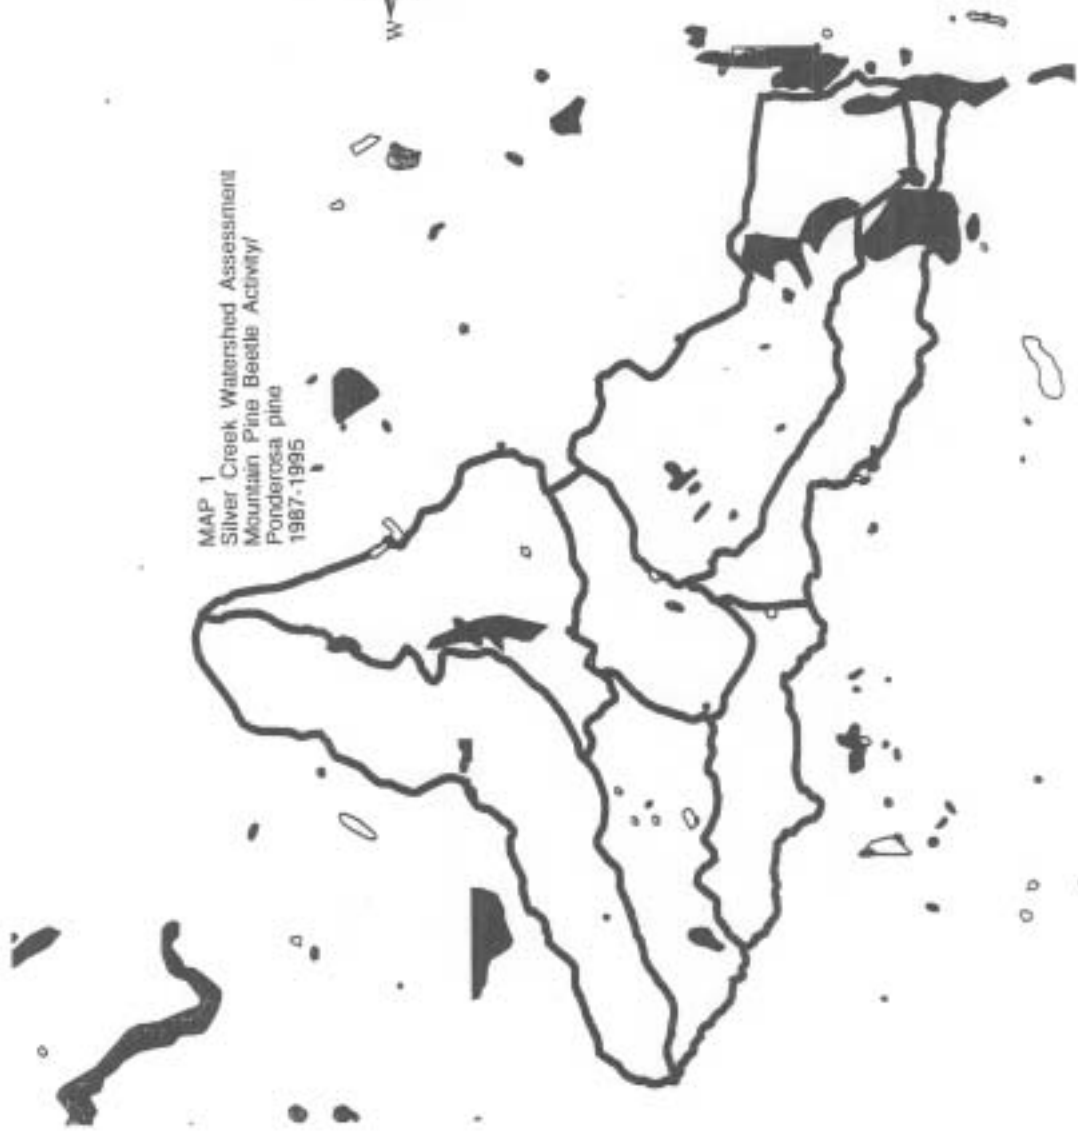 MAP 1
Silver Creek Watershed Assessment
Mountain Pine Beetle Activity/
Ponderosa pine
1987-1995
W